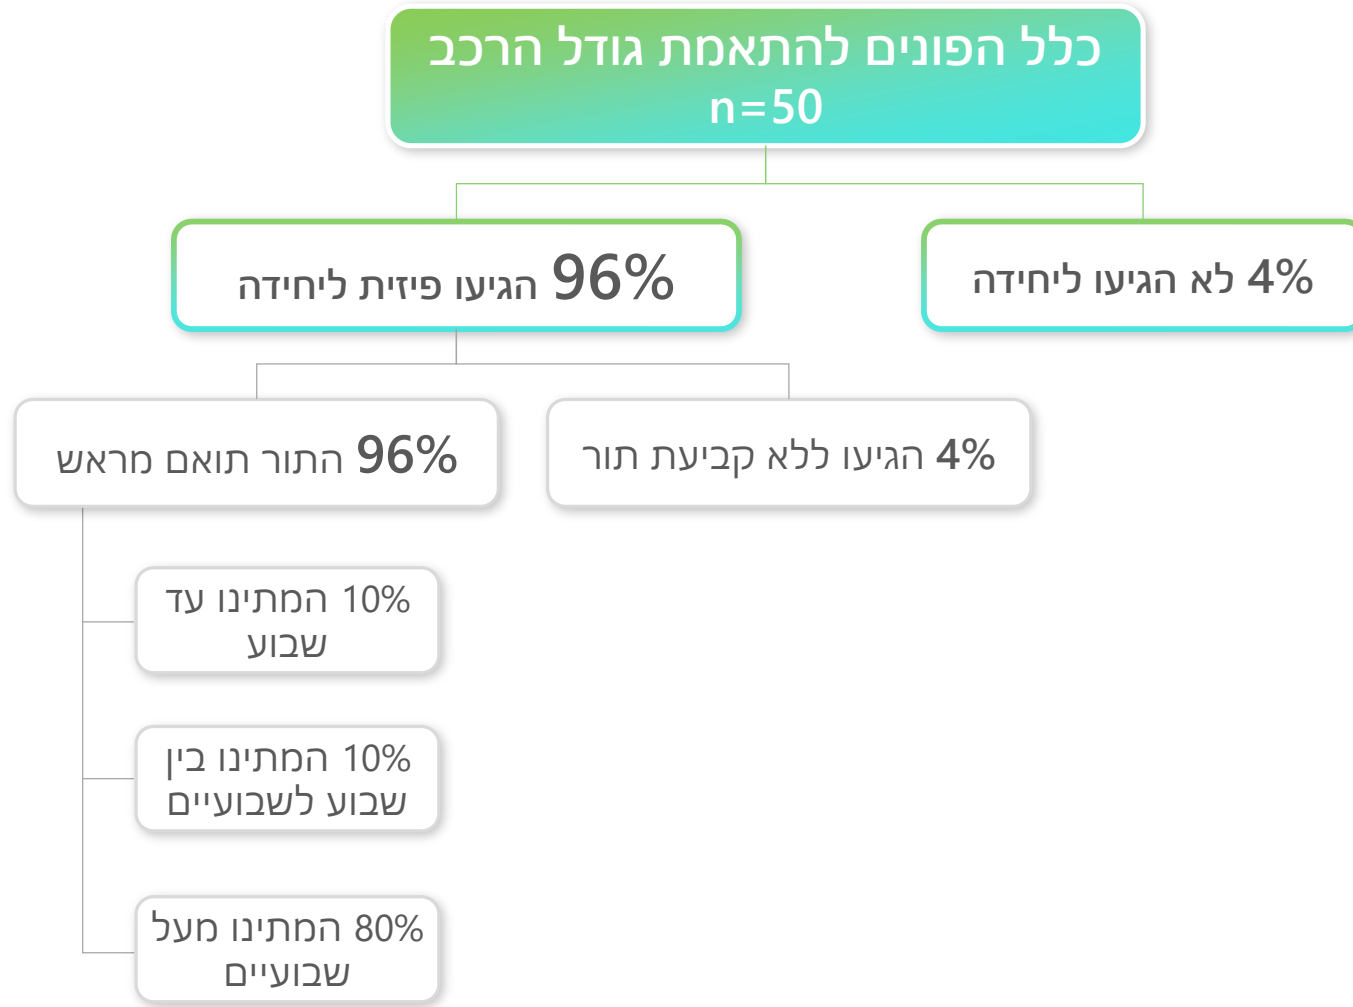 כלל הפונים להתאמת גודל הרכב
n=50
4% לא הגיעו ליחידה
96% הגיעו פיזית ליחידה
4% הגיעו ללא קביעת תור
96% התור תואם מראש
10% המתינו עד
שבוע
10% המתינו בין
שבוע לשבועיים
80% המתינו מעל
שבועיים